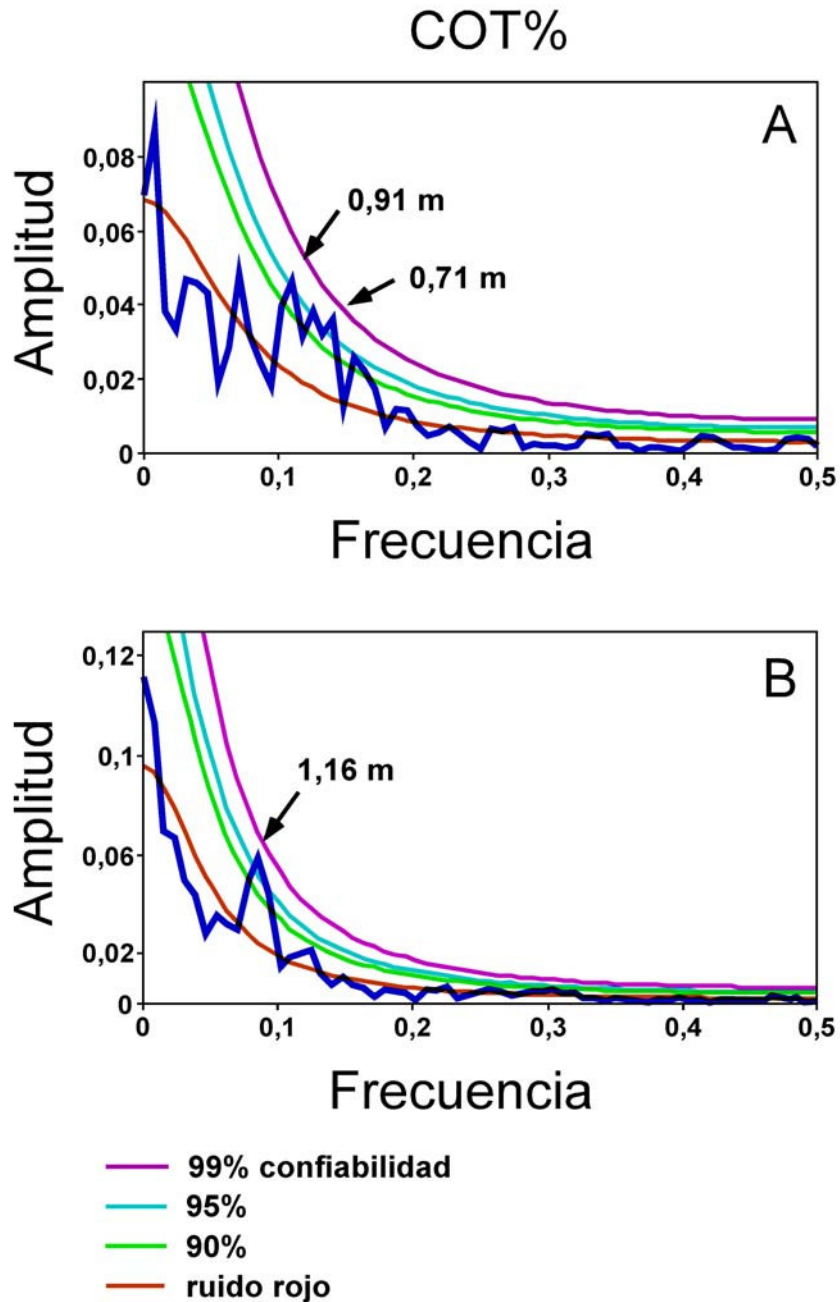 COT%
A
Amplitud
0,08
0,06
0,04
0,02
0
0,91 m
0,71 m
0
0,1
0,2
0,3
0,4
0,5
Frecuencia
B
Amplitud
0,12
0,1
0,06
0,02
0
1,16 m
0
0,1
0,2
0,3
0,4
0,5
Frecuencia
99% confiabilidad
95%
90%
ruido rojo